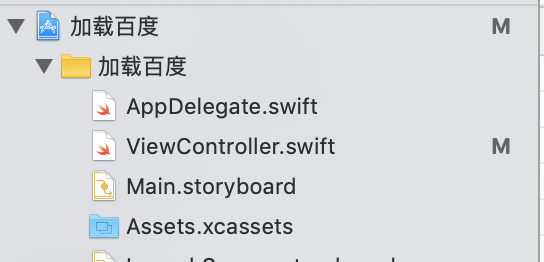 加载百度 M
加载百度
AppDelegate.swift
ViewController.swift M
Main.storyboard
Assets.xcassets